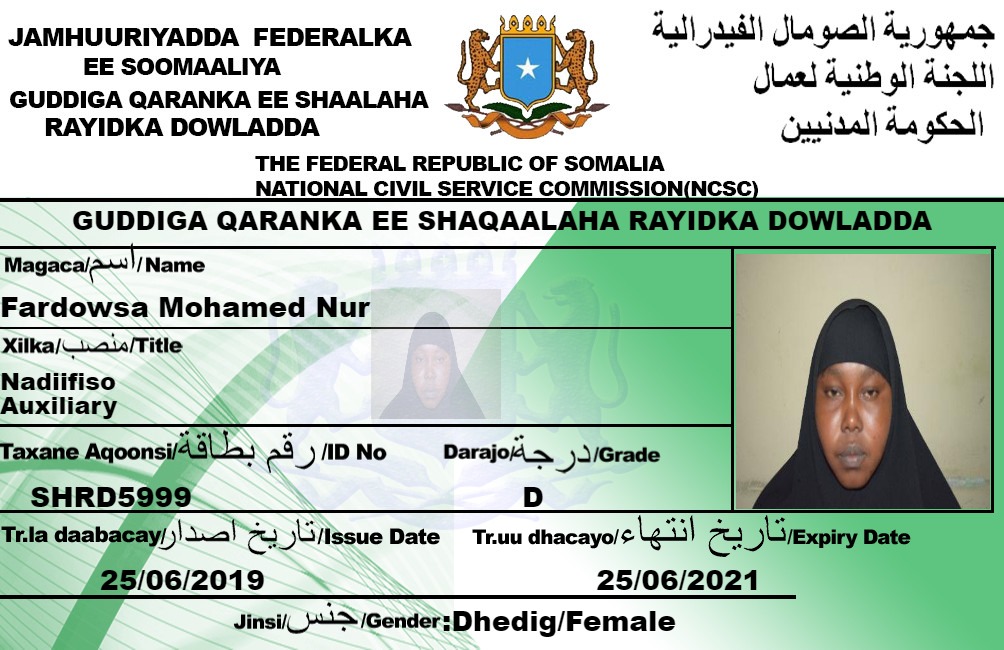 JAMHUURIYADDA FEDERALKA
EE SOOMAALIYA
GUDDIGA QARANKA EE SHAALAHA
RAYIDKA DOWLADDA
جمهورية الصومال الفيدرالية
اللجنة الوطنية لعمال
الحكومة المدنيين
THE FEDERAL REPUBLIC OF SOMALIA
NATIONAL CIVIL SERVICE COMMISSION(NCSC)
GUDDIGA QARANKA EE SHAQAALAHA RAYIDKA DOWLADDA
Magaca/اسم/Name
Fardowsa Mohamed Nur
Xilka/منصب/Title
Nadiifiso
Auxiliary
Taxane Aqoonsi/رقم بطاقة/ID No
Darajo/درجة/Grade
SHRD5999
D
Tr.la daabacay/تاريخ اصدار/Issue Date
Tr.uu dhacayo/تاريخ انتهاء/Expiry Date
25/06/2019
25/06/2021
Jinsi/جنس/Gender:Dhedig/Female